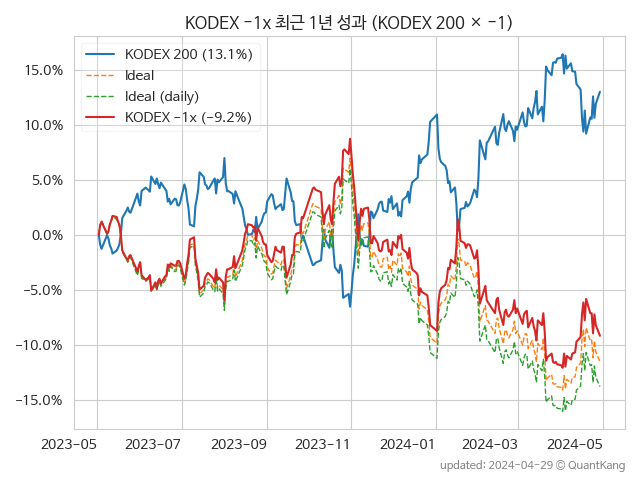 KODEX -1x 최근 1년 성과 (KODEX 200 × -1)
KODEX 200 (13.1%)
Ideal
Ideal (daily)
KODEX -1x (-9.2%)
15.0%
10.0%
5.0%
0.0%
-5.0%
-10.0%
-15.0%
2023-05 2023-07 2023-09 2023-11 2024-01 2024-03 2024-05
updated: 2024-04-29 © QuantKang